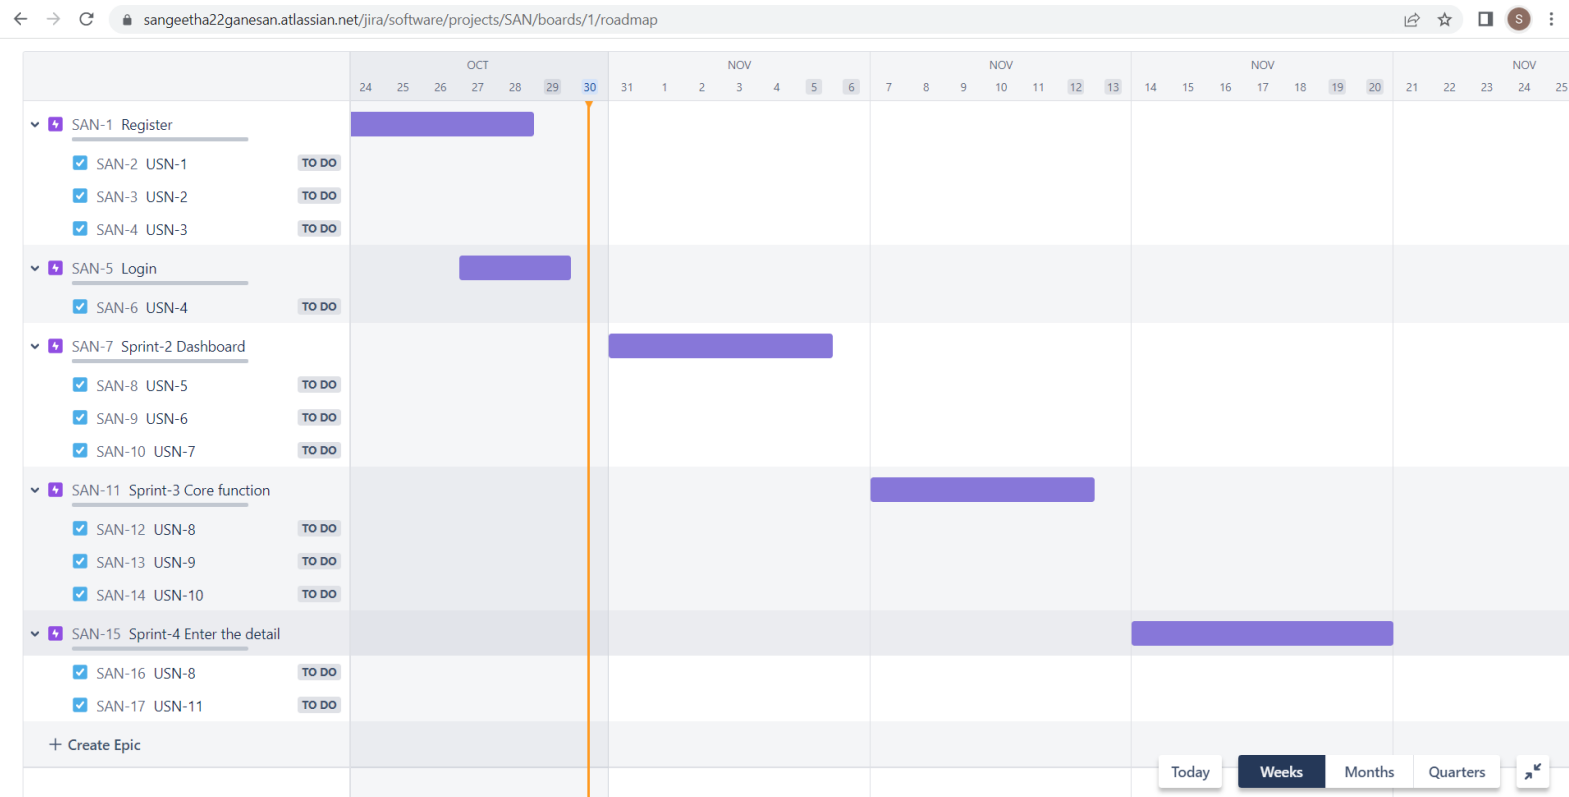 sangeetha22ganesan.atlassian.net/jira/software/projects/SAN/boards/1/roadmap
S
OCT NOV NOV NOV NOV
24 25 26 27 28 29 30 31 1 2 3 4 5 6 7 8 9 10 11 12 13 14 15 16 17 18 19 20 21 22 23 24 25
SAN-1 Register
SAN-2 USN-1 TO DO
SAN-3 USN-2 TO DO
SAN-4 USN-3 TO DO
SAN-5 Login
SAN-6 USN-4 TO DO
SAN-7 Sprint-2 Dashboard
SAN-8 USN-5 TO DO
SAN-9 USN-6 TO DO
SAN-10 USN-7 TO DO
SAN-11 Sprint-3 Core function
SAN-12 USN-8 TO DO
SAN-13 USN-9 TO DO
SAN-14 USN-10 TO DO
SAN-15 Sprint-4 Enter the detail
SAN-16 USN-8 TO DO
SAN-17 USN-11 TO DO
+ Create Epic
Today Weeks Months Quarters